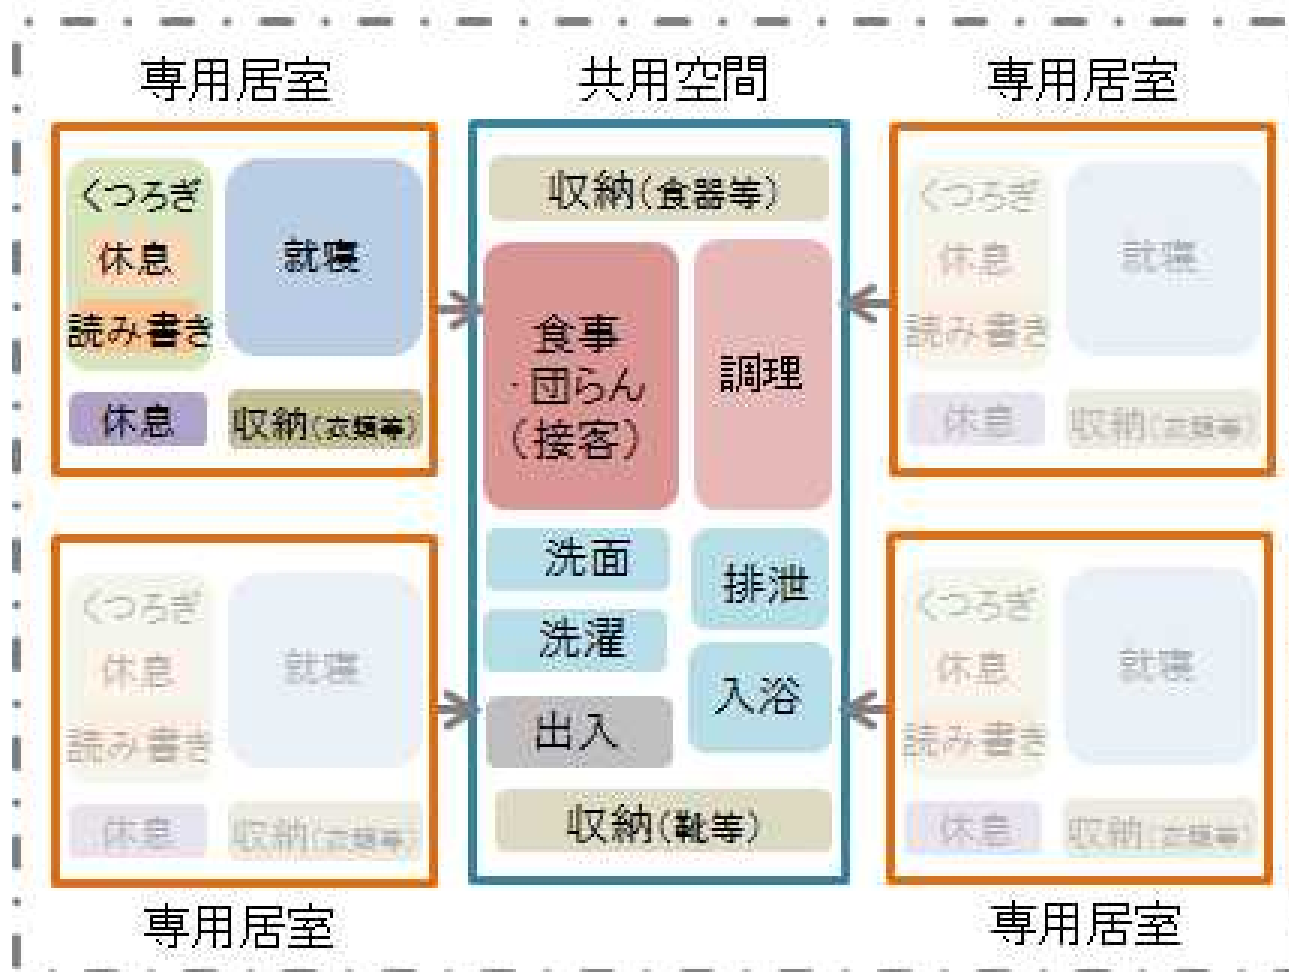 専用居室
くつろぎ
休息
読み書き
就寝
休息
収納(衣類等)
共用空間
収納(食器等)
食事
・団らん
(接客)
調理
洗面
洗濯
排泄
入浴
出入
収納(靴等)
専用居室
くつろぎ
休息
読み書き
就寝
休息
収納(衣類等)
くつろぎ
休息
読み書き
就寝
休息
収納(衣類等)
専用居室
くつろぎ
休息
読み書き
就寝
休息
収納(衣類等)
専用居室